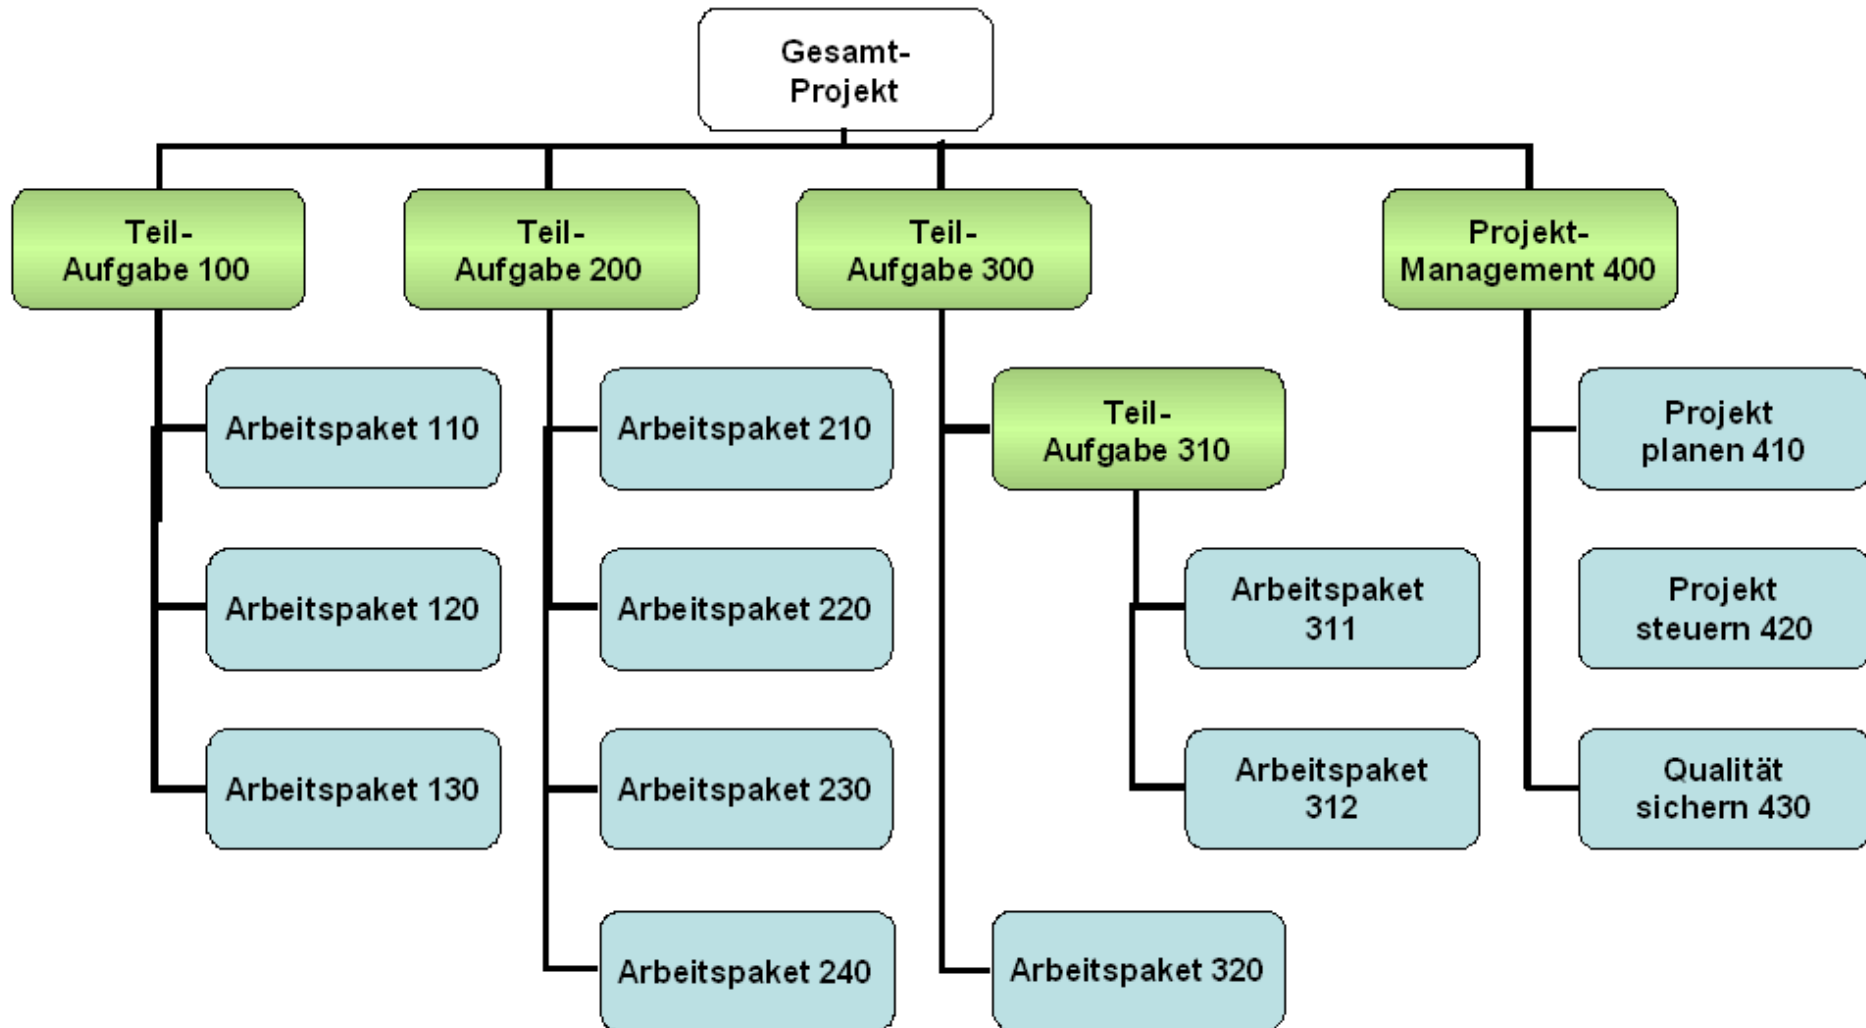 Gesamt-
Projekt
Teil-
Aufgabe 100
Teil-
Aufgabe 200
Teil-
Aufgabe 300
Projekt-
Management 400
Arbeitspaket 110
Arbeitspaket 120
Arbeitspaket 130
Arbeitspaket 210
Arbeitspaket 220
Arbeitspaket 230
Arbeitspaket 240
Teil-
Aufgabe 310
Arbeitspaket
311
Arbeitspaket
312
Arbeitspaket 320
Projekt
planen 410
Projekt
steuern 420
Qualität
sichern 430